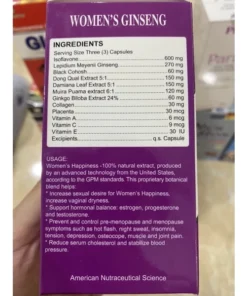 WOMEN'S GINSENG
INGREDIENTS
Serving Size Three (3) Capsules
Isoflavone 600 mg
Lepidium Meyenii Ginseng 270 mg
Black Cohosh 60 mg
Dong Quai Extract 5:1 150 mg
Damiana Leaf Extract 5:1 150 mg
Muira Puama extract 6:1 120 mg
Ginkgo Biloba Extract 24% 60 mg
Collagen 30 mg
Placenta 30 mcg
Vitamin A 6 mcg
Vitamin C 9 mcg
Vitamin E 30 IU
Excipients q.s. Capsule
USAGE:
Women's Happiness -100% natural extract, produced
by an advanced technology from the United States,
according to the GPM standards. This proprietary botanical
blend helps:
* increase sexual desire for Women's Happiness,
increase vaginal dryness.
* Support hormonal balance: estrogen, progesterone
and testosterone.
* Prevent and control pre-menopause and menopause
symptoms such as hot flash, night sweat, insomnia,
tension, depression, osteopathy, muscle and joint pain.
* Reduce serum cholesterol and stabilize blood
pressure.
American Nutraceutical Science